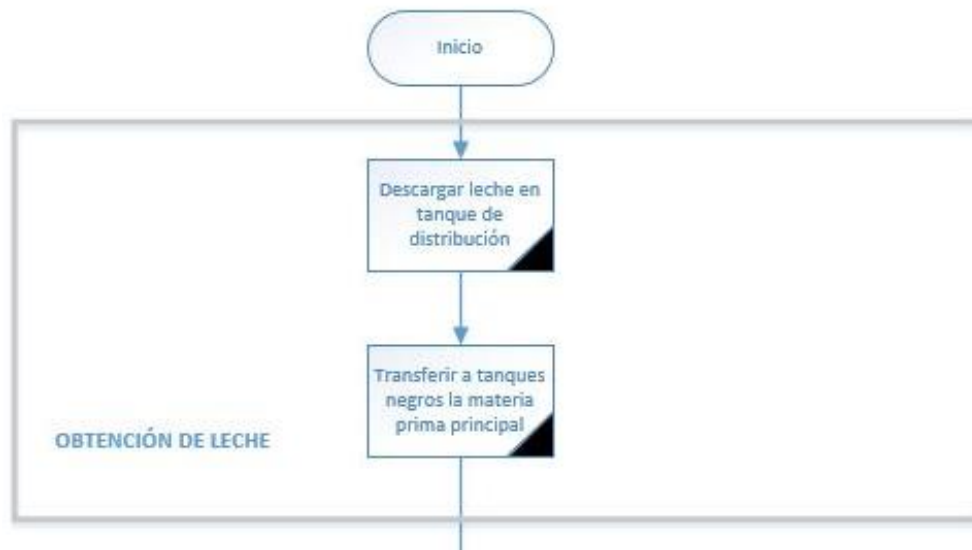 Inicio
Descargar leche en
tanque de
distribución
Transferir a tanques
negros la materia
prima principal
OBTENCIÓN DE LECHE